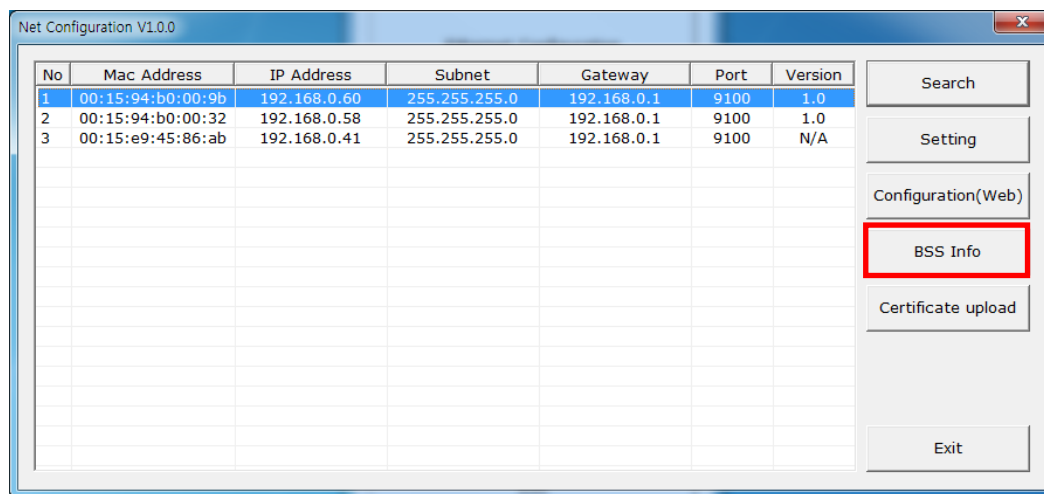 Net Configuration V1.0.0
No Mac Address IP Address Subnet Gateway Port Version
1 00:15:94:b0:00:9b 192.168.0.60 255.255.255.0 192.168.0.1 9100 1.0
2 00:15:94:b0:00:32 192.168.0.58 255.255.255.0 192.168.0.1 9100 1.0
3 00:15:e9:45:86:ab 192.168.0.41 255.255.255.0 192.168.0.1 9100 N/A
Search
Setting
Configuration(Web)
BSS Info
Certificate upload
Exit